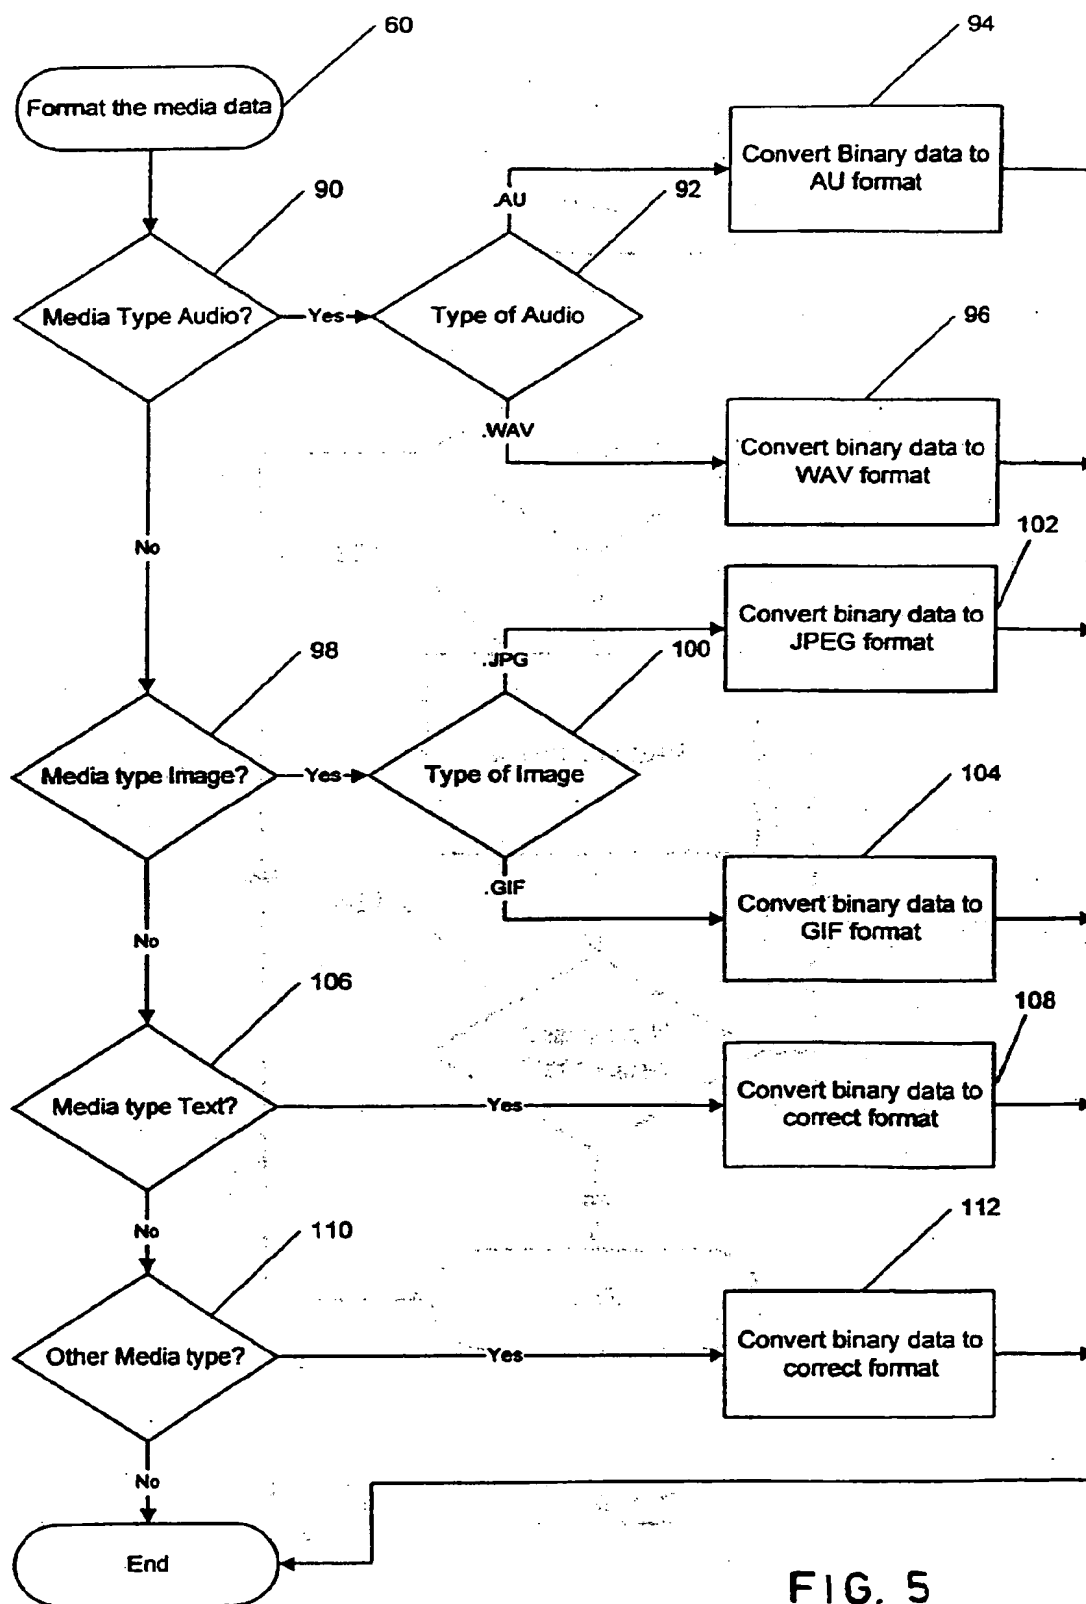 60
94
Format the media data
Convert Binary data to
AU format
90
92
.AU
Media Type Audio?
Yes
Type of Audio
96
.WAV
Convert binary data to
WAV format
102
No
Convert binary data to
JPEG format
98
.JPG
100
Media type Image?
Yes
Type of Image
104
.GIF
Convert binary data to
GIF format
No
106
108
Media type Text?
Yes
Convert binary data to
correct format
No
110
112
Other Media type?
Yes
Convert binary data to
correct format
No
End
FIG. 5